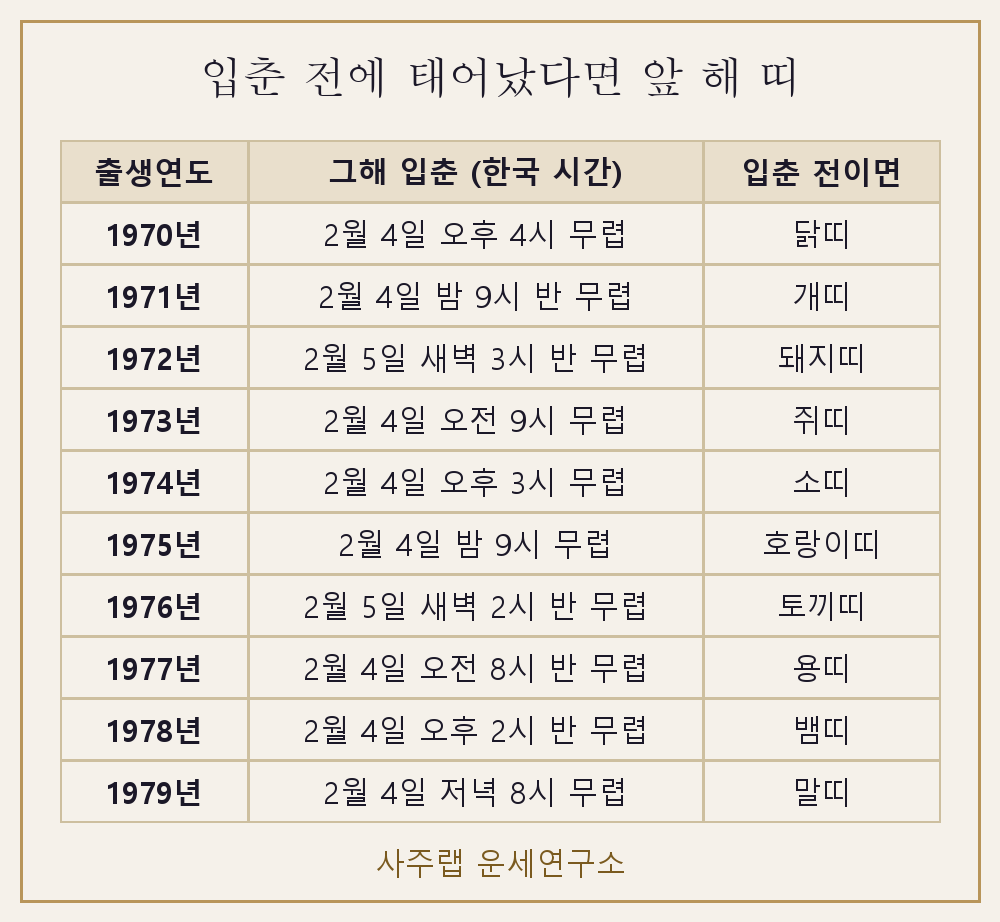 입춘 전에 태어났다면 앞 해 띠
출생연도 그해 입춘 (한국 시간) 입춘 전이면
1970년 2월 4일 오후 4시 무렵 닭띠
1971년 2월 4일 밤 9시 반 무렵 개띠
1972년 2월 5일 새벽 3시 반 무렵 돼지띠
1973년 2월 4일 오전 9시 무렵 쥐띠
1974년 2월 4일 오후 3시 무렵 소띠
1975년 2월 4일 밤 9시 무렵 호랑이띠
1976년 2월 5일 새벽 2시 반 무렵 토끼띠
1977년 2월 4일 오전 8시 반 무렵 용띠
1978년 2월 4일 오후 2시 반 무렵 뱀띠
1979년 2월 4일 저녁 8시 무렵 말띠
사주랩 운세연구소